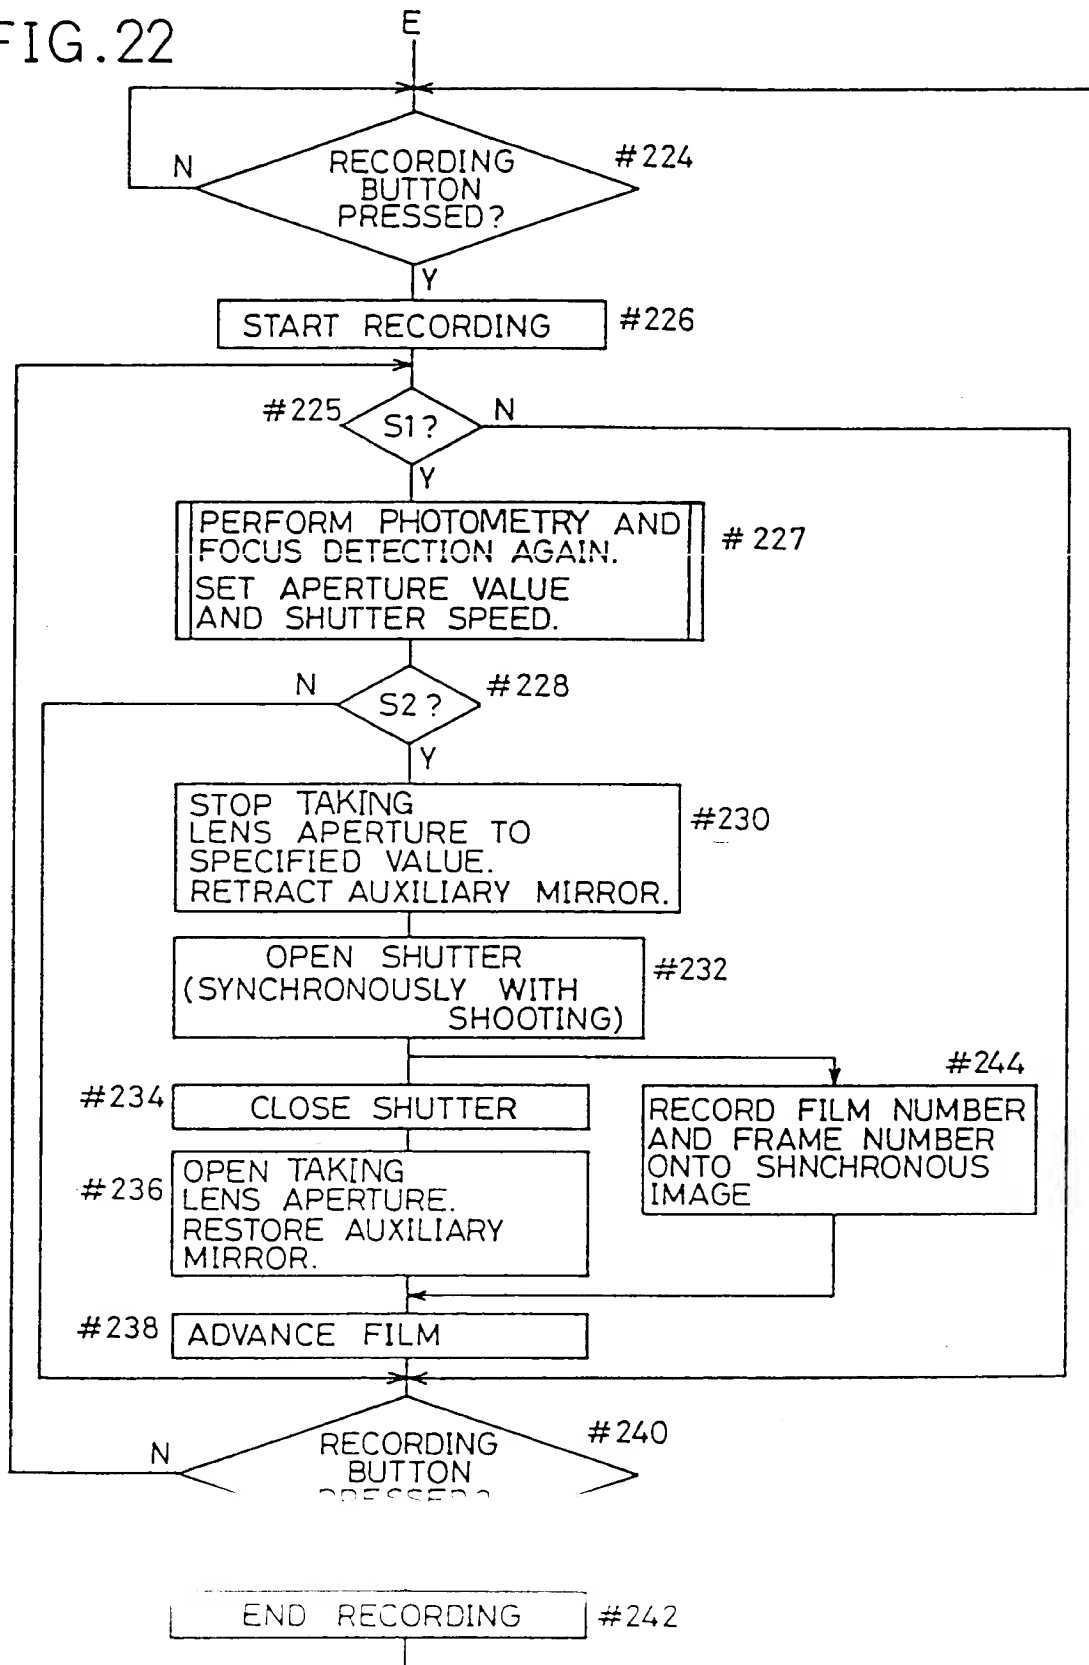 FIG.22
E
RECORDING
BUTTON
PRESSED?
#224
N
Y
START RECORDING
#226
#225
S1?
N
Y
PERFORM PHOTOMETRY AND
FOCUS DETECTION AGAIN.
SET APERTURE VALUE
AND SHUTTER SPEED.
#227
N
S2?
#228
Y
STOP TAKING
LENS APERTURE TO
SPECIFIED VALUE.
RETRACT AUXILIARY MIRROR.
#230
OPEN SHUTTER
(SYNCHRONOUSLY WITH
SHOOTING)
#232
#234
CLOSE SHUTTER
#244
RECORD FILM NUMBER
AND FRAME NUMBER
ONTO SHNCHRONOUS
IMAGE
#236
OPEN TAKING
LENS APERTURE.
RESTORE AUXILIARY
MIRROR.
#238
ADVANCE FILM
N
RECORDING
BUTTON
#240
END RECORDING
#242